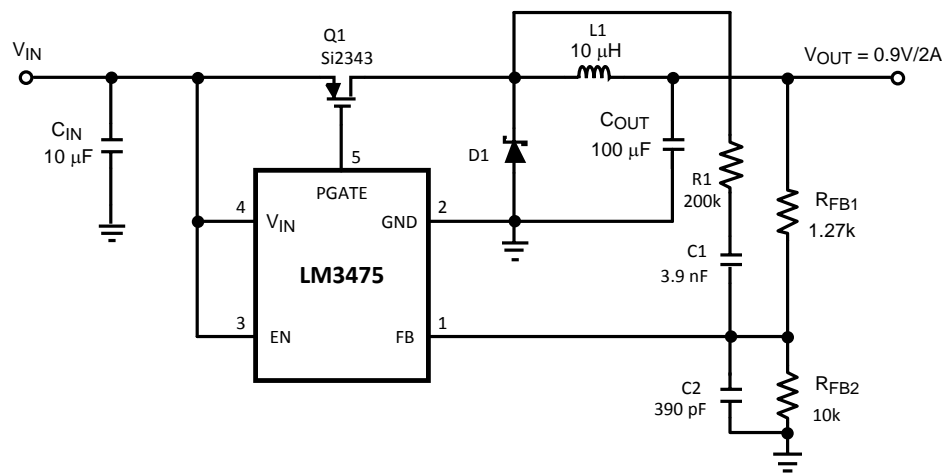 VIN
CIN
10 μF
Q1
Si2343
5
PGATE
4
VIN
GND
2
LM3475
3
EN
FB
1
D1
L1
10 μH
COUT
100 μF
VOUT = 0.9V/2A
R1
200k
RFB1
1.27k
C1
3.9 nF
C2
390 pF
RFB2
10k